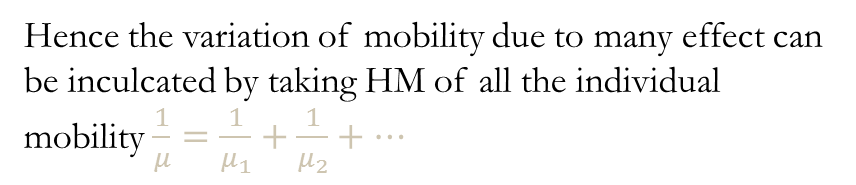 Hence the variation of mobility due to many effect can
be inculcated by taking HM of all the individual
mobility 1/μ = 1/μ₁ + 1/μ₂ + ⋯